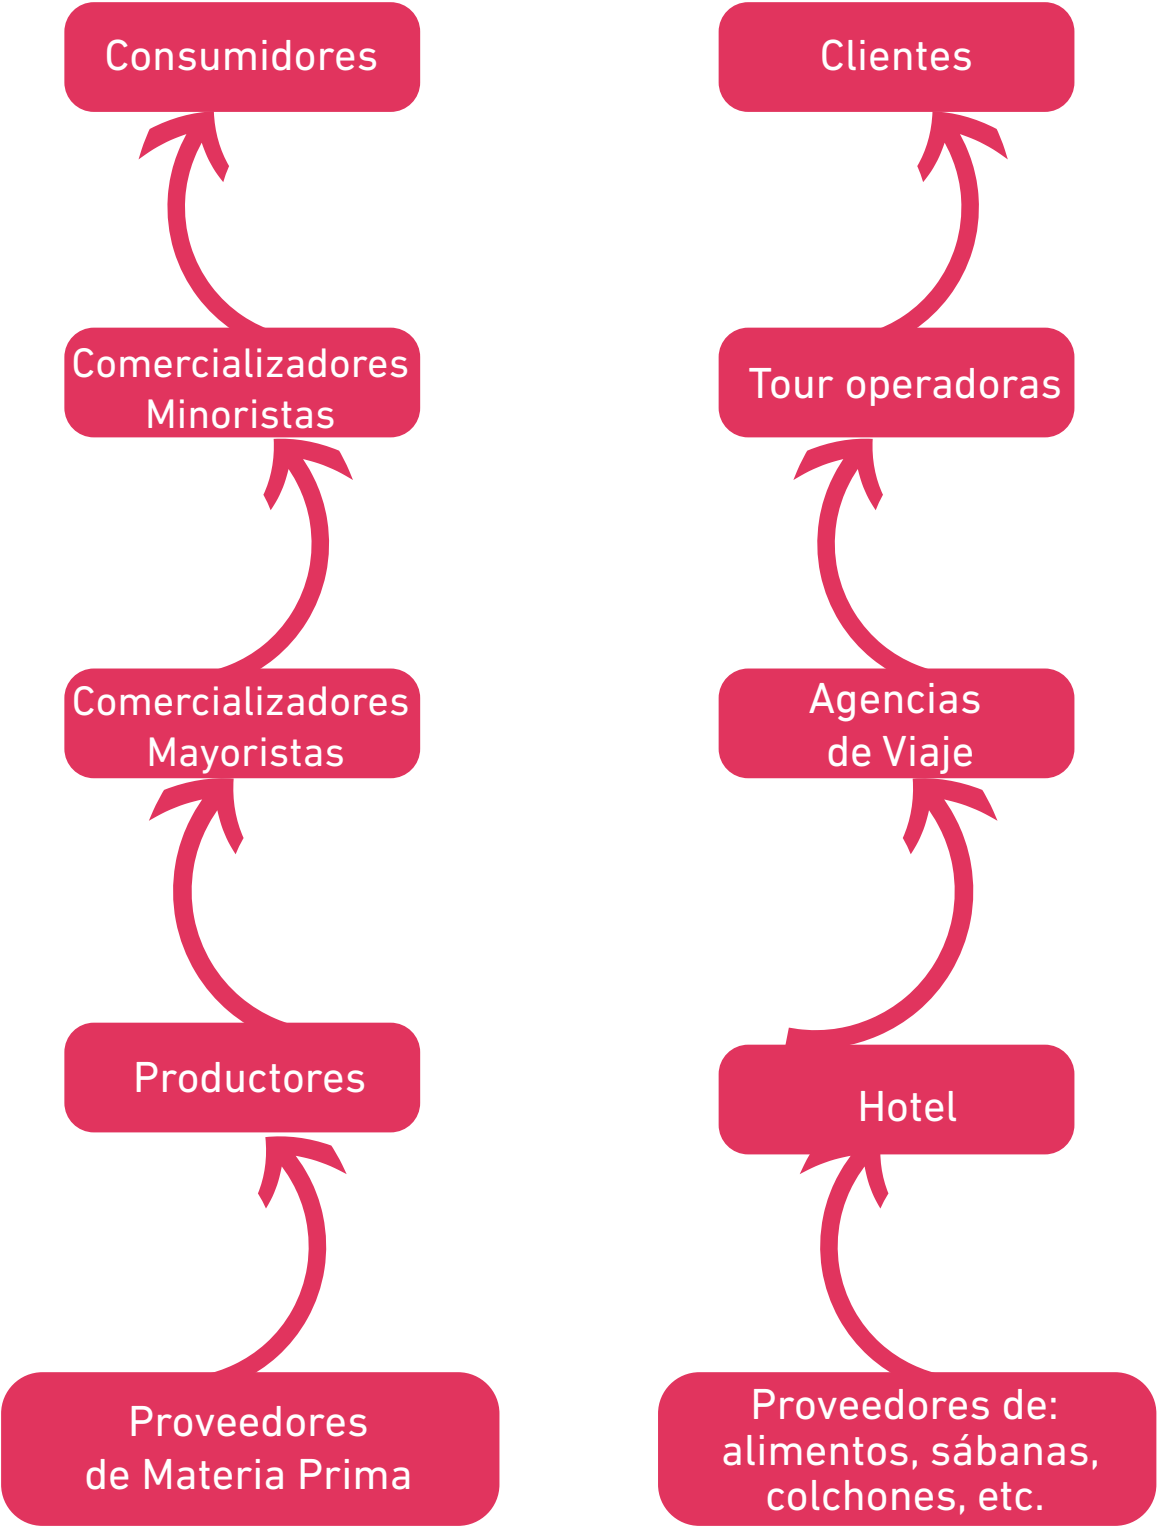 Consumidores
Comercializadores
Minoristas
Comercializadores
Mayoristas
Productores
Proveedores
de Materia Prima
Clientes
Tour operadoras
Agencias
de Viaje
Hotel
Proveedores de:
alimentos, sábanas,
colchones, etc.